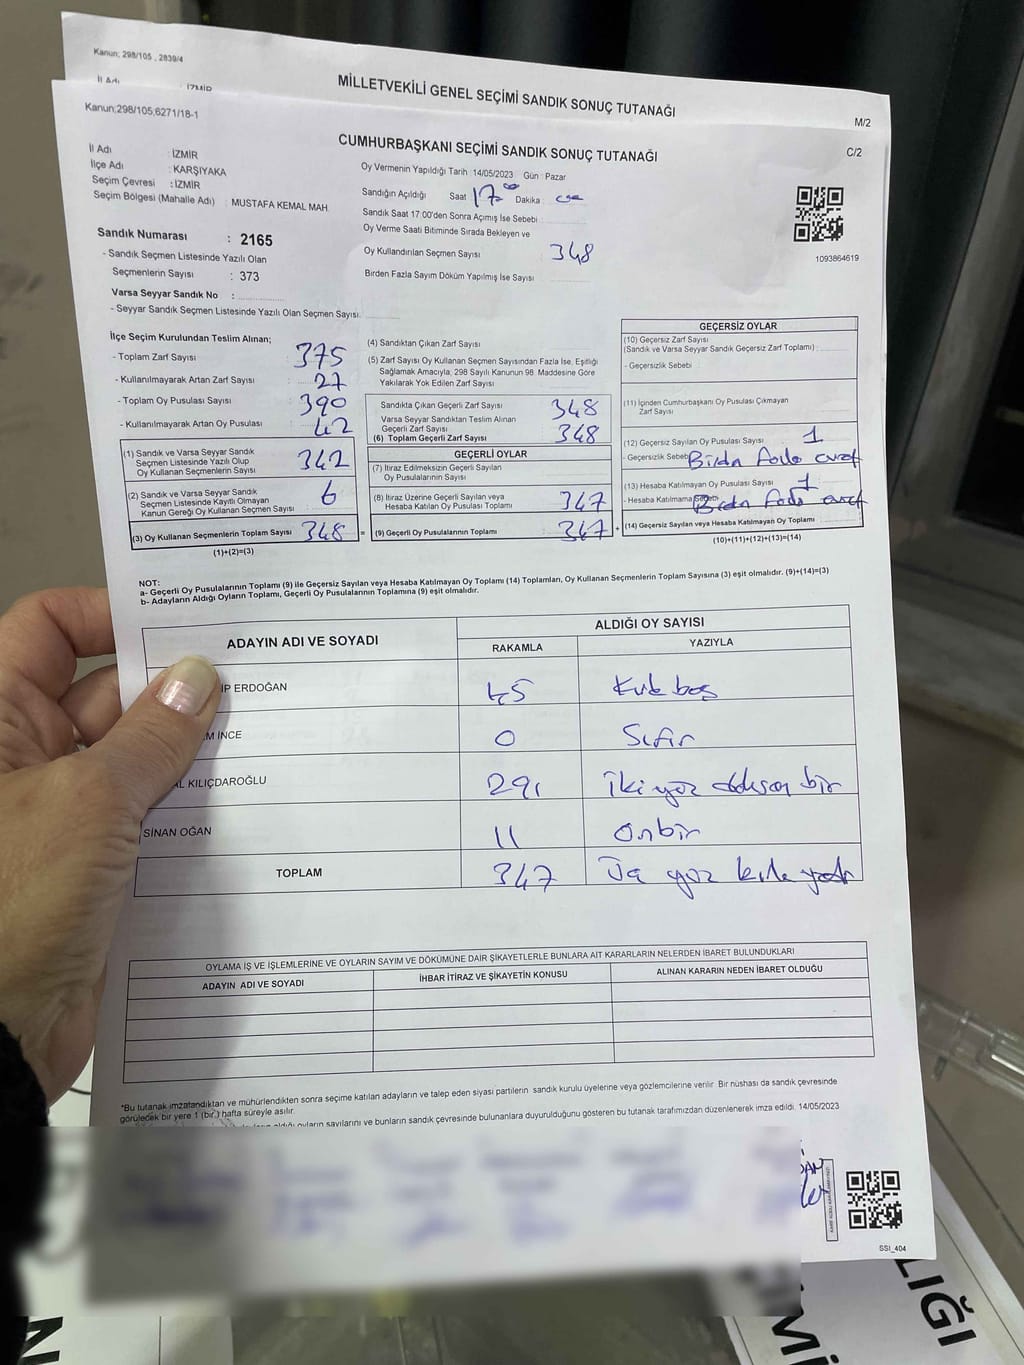 Kanun; 298/105 , 2839/4
İl Adı İZMİR
MİLLETVEKİLİ GENEL SEÇİMİ SANDIK SONUÇ TUTANAĞI
M/2
Kanun;298/105;6271/18-1
CUMHURBAŞKANI SEÇİMİ SANDIK SONUÇ TUTANAĞI
C/2
İl Adı : İZMİR
İlçe Adı : KARŞIYAKA
Seçim Çevresi : İZMİR
Seçim Bölgesi (Mahalle Adı) : MUSTAFA KEMAL MAH.
Sandık Numarası : 2165
- Sandık Seçmen Listesinde Yazılı Olan
Seçmenlerin Sayısı : 373
Varsa Seyyar Sandık No :
- Seyyar Sandık Seçmen Listesinde Yazılı Olan Seçmen Sayısı:
Oy Vermenin Yapıldığı Tarih 14/05/2023 Gün : Pazar
Sandığın Açıldığı Saat 17 00 Dakika
Sandık Saat 17:00'den Sonra Açımış İse Sebebi
Oy Verme Saati Bitiminde Sırada Bekleyen ve
Oy Kullandırılan Seçmen Sayısı 348
Birden Fazla Sayım Döküm Yapılmış İse Sayısı
1093864619
İlçe Seçim Kurulundan Teslim Alınan;
- Toplam Zarf Sayısı 375
- Kullanılmayarak Artan Zarf Sayısı 27
- Toplam Oy Pusulası Sayısı 390
- Kullanılmayarak Artan Oy Pusulası 42
(1) Sandık ve Varsa Seyyar Sandık
Seçmen Listesinde Yazılı Olup
Oy Kullanan Seçmenlerin Sayısı 342
(2) Sandık ve Varsa Seyyar Sandık
Seçmen Listesinde Kayıtlı Olmayan
Kanun Gereği Oy Kullanan Seçmen Sayısı 6
(3) Oy Kullanan Seçmenlerin Toplam Sayısı 348 =
(1)+(2)=(3)
(4) Sandıktan Çıkan Zarf Sayısı
(5) Zarf Sayısı Oy Kullanan Seçmen Sayısından Fazla İse, Eşitliği
Sağlamak Amacıyla, 298 Sayılı Kanunun 98. Maddesine Göre
Yakılarak Yok Edilen Zarf Sayısı
Sandıkta Çıkan Geçerli Zarf Sayısı 348
Varsa Seyyar Sandıktan Teslim Alınan
Geçerli Zarf Sayısı
(6) Toplam Geçerli Zarf Sayısı 348
GEÇERLİ OYLAR
(7) İtiraz Edilmeksizin Geçerli Sayılan
Oy Pusulalarının Sayısı
(8) İtiraz Üzerine Geçerli Sayılan veya
Hesaba Katılan Oy Pusulası Toplamı 347
(9) Geçerli Oy Pusulalarının Toplamı 347 +
GEÇERSİZ OYLAR
(10) Geçersiz Zarf Sayısı
(Sandık ve Varsa Seyyar Sandık Geçersiz Zarf Toplamı) :
- Geçersizlik Sebebi :
(11) İçinden Cumhurbaşkanı Oy Pusulası Çıkmayan
Zarf Sayısı
(12) Geçersiz Sayılan Oy Pusulası Sayısı 1
- Geçersizlik Sebebi
(13) Hesaba Katılmayan Oy Pusulası Sayısı : 1
- Hesaba Katılmama Sebebi
(14) Geçersiz Sayılan veya Hesaba Katılmayan Oy Toplamı
(10)+(11)+(12)+(13)=(14)
NOT:
a- Geçerli Oy Pusulalarının Toplamı (9) ile Geçersiz Sayılan veya Hesaba Katılmayan Oy Toplamı (14) Toplamları, Oy Kullanan Seçmenlerin Toplam Sayısına (3) eşit olmalıdır. (9)+(14)=(3)
b- Adayların Aldığı Oyların Toplamı, Geçerli Oy Pusulalarının Toplamına (9) eşit olmalıdır.
ADAYIN ADI VE SOYADI
ALDIĞI OY SAYISI
RAKAMLA YAZIYLA
İP ERDOĞAN 45
M İNCE 0 Sıfır
AL KILIÇDAROĞLU 291 iki yüz doksan bir
SİNAN OĞAN 11 onbir
TOPLAM 347
OYLAMA İŞ VE İŞLEMLERİNE VE OYLARIN SAYIM VE DÖKÜMÜNE DAİR ŞİKAYETLERLE BUNLARA AİT KARARLARIN NELERDEN İBARET BULUNDUKLARI
ADAYIN ADI VE SOYADI İHBAR İTİRAZ VE ŞİKAYETİN KONUSU ALINAN KARARIN NEDEN İBARET OLDUĞU
*Bu tutanak imzalandıktan ve mühürlendikten sonra seçime katılan adayların ve talep eden siyasi partilerin sandık kurulu üyelerine veya gözlemcilerine verilir. Bir nüshası da sandık çevresinde
görülecek bir yere 1 (bir) hafta süreyle asılır.
aldığı oyların sayılarını ve bunların sandık çevresinde bulunanlara duyurulduğunu gösteren bu tutanak tarafımızdan düzenlenerek imza edildi. 14/05/2023
SSI_404
LIĞI